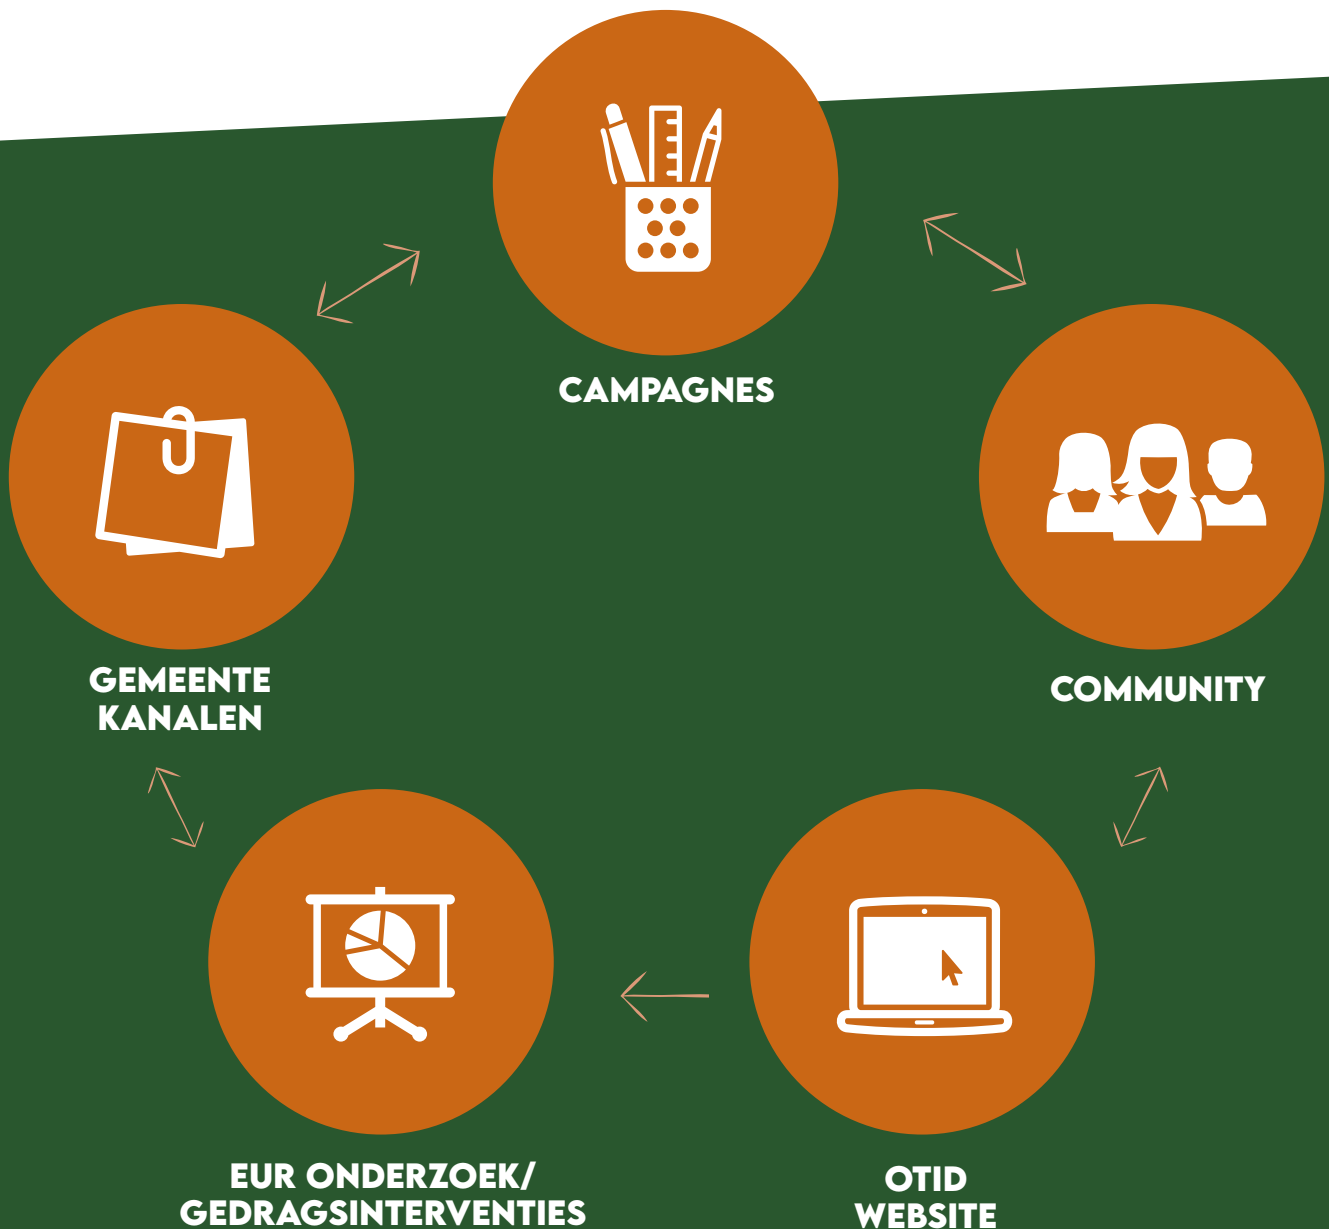 CAMPAGNES
GEMEENTE
KANALEN
COMMUNITY
EUR ONDERZOEK/
GEDRAGSINTERVENTIES
OTID
WEBSITE